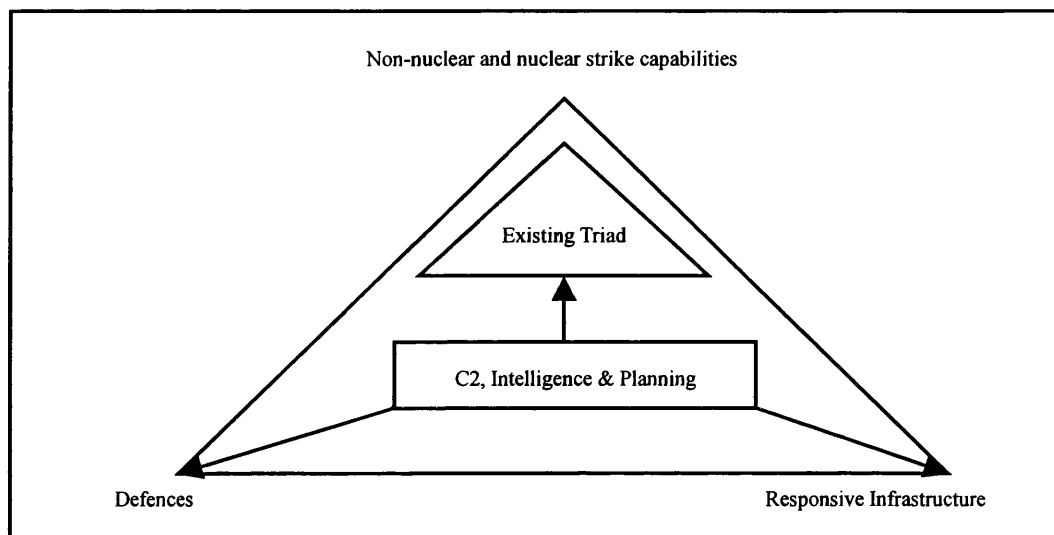 Non-nuclear and nuclear strike capabilities
Existing Triad
C2, Intelligence & Planning
Defences
Responsive Infrastructure